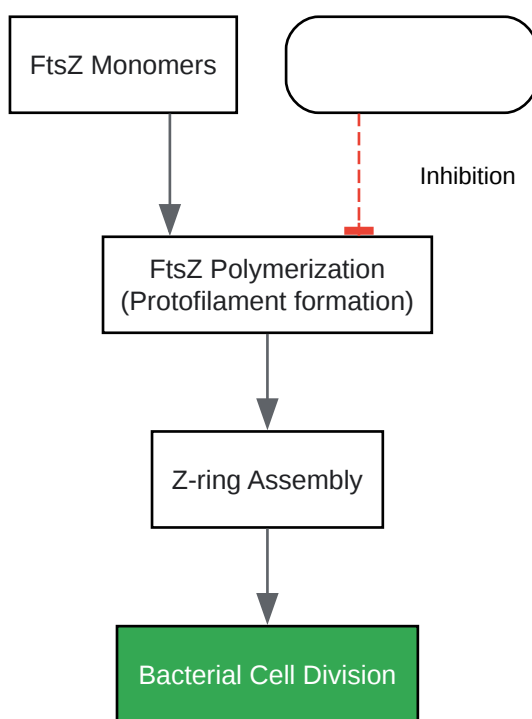 FtsZ Monomers
Inhibition
FtsZ Polymerization
(Protofilament formation)
Z-ring Assembly
Bacterial Cell Division